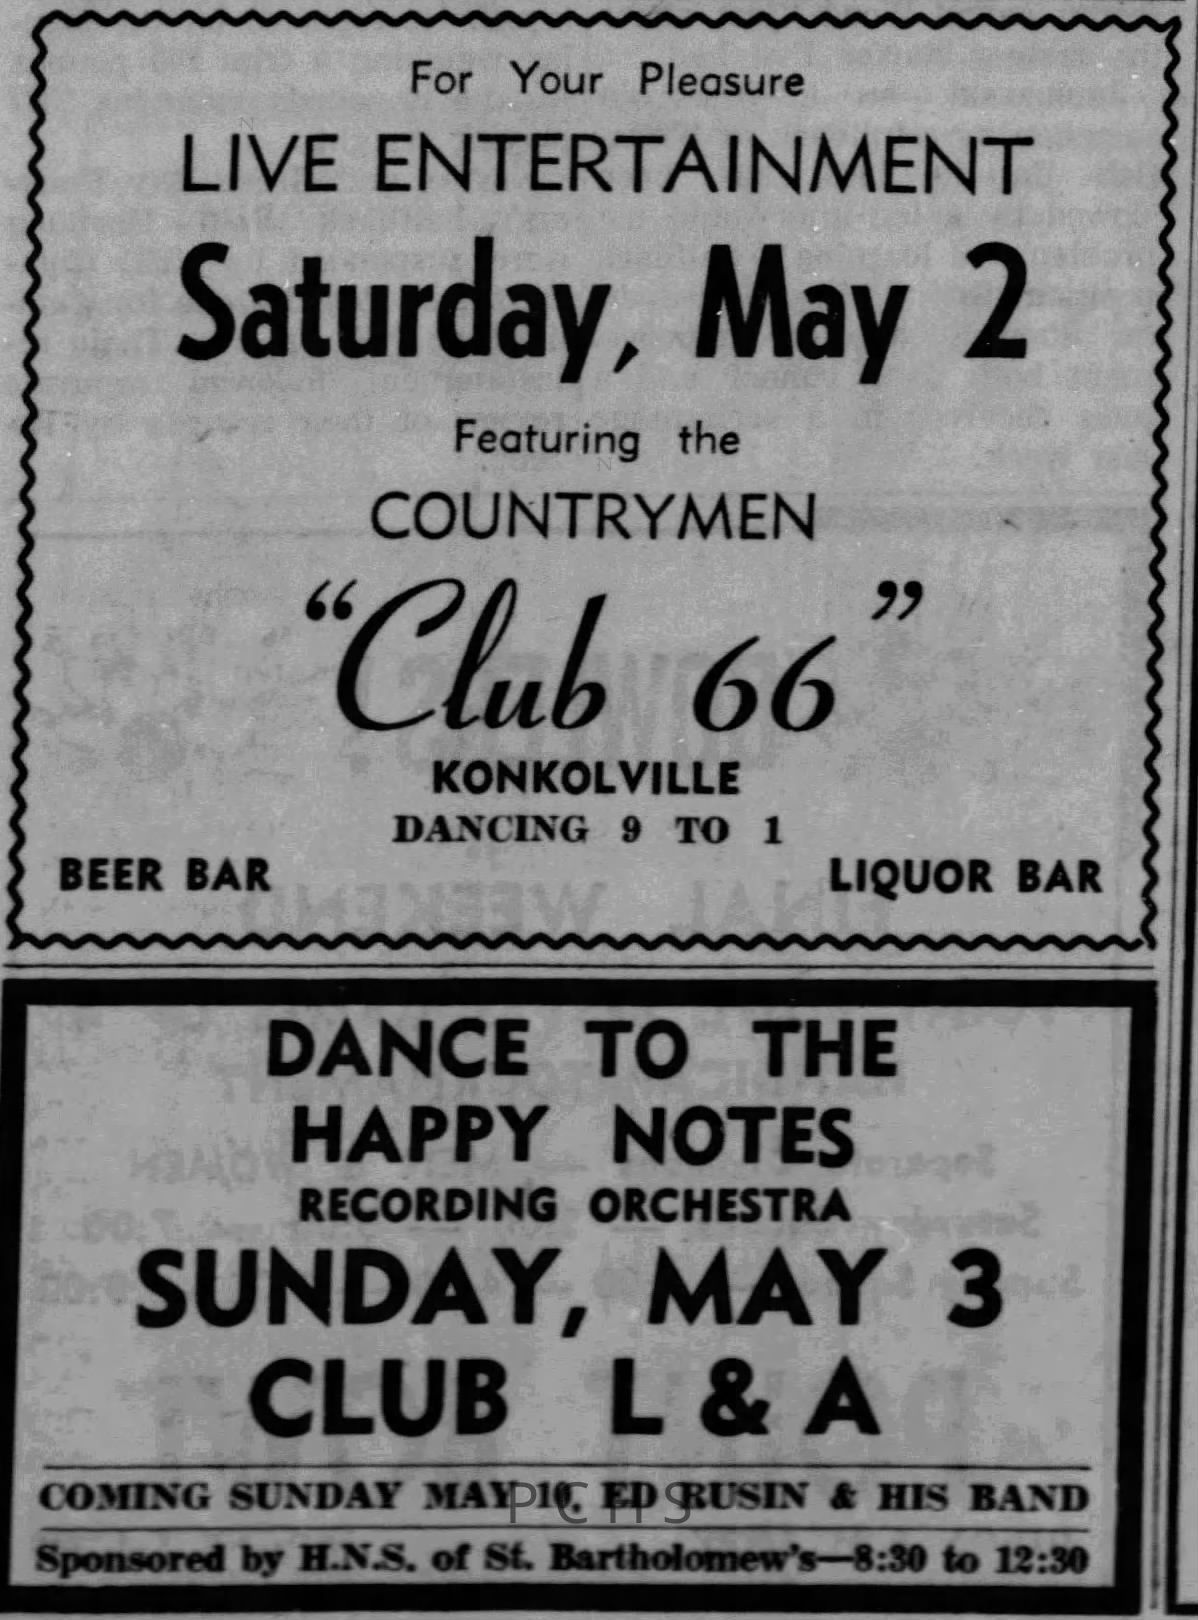 For Your Pleasure
LIVE ENTERTAINMENT
Saturday, May 2
Featuring the
COUNTRYMEN
"Club 66"
KONKOLVILLE
DANCING 9 TO 1
BEER BAR LIQUOR BAR
DANCE TO THE
HAPPY NOTES
RECORDING ORCHESTRA
SUNDAY, MAY 3
CLUB L & A
COMING SUNDAY MAY 10, ED RUSIN & HIS BAND
PCHS
Sponsored by H.N.S. of St. Bartholomew's—8:30 to 12:30